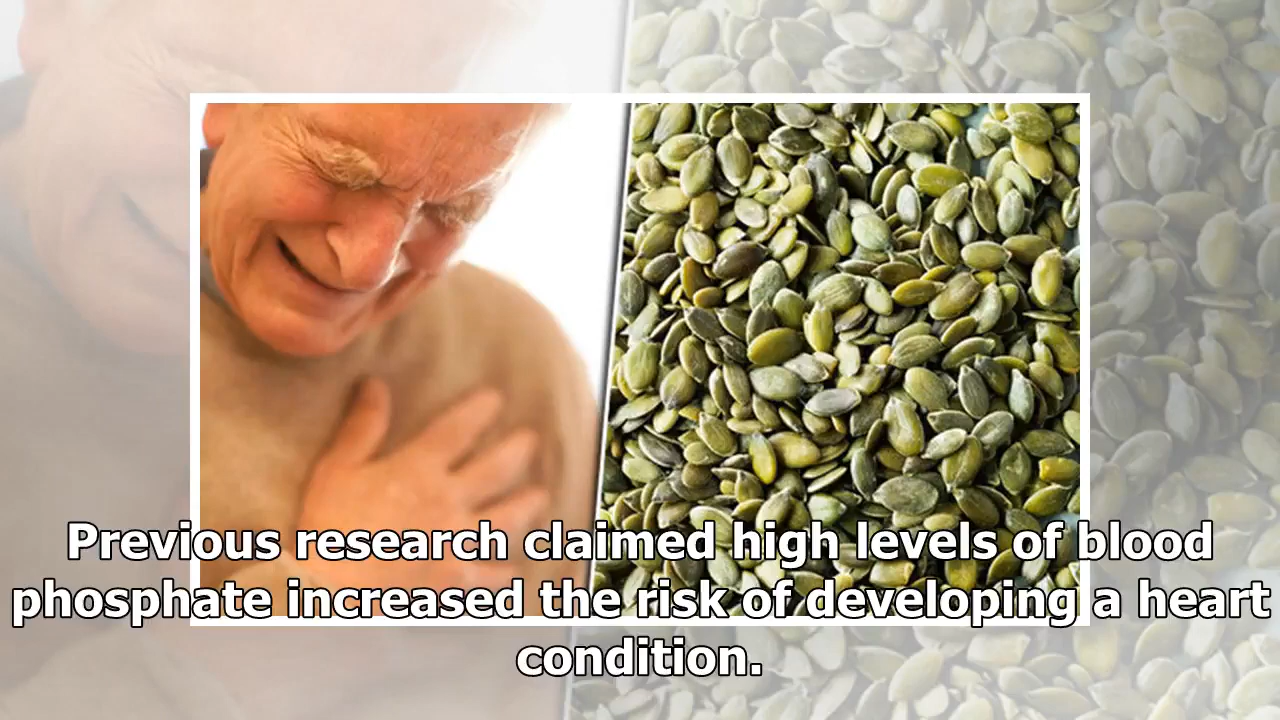 Previous research claimed high levels of blood
phosphate increased the risk of developing a heart
condition.